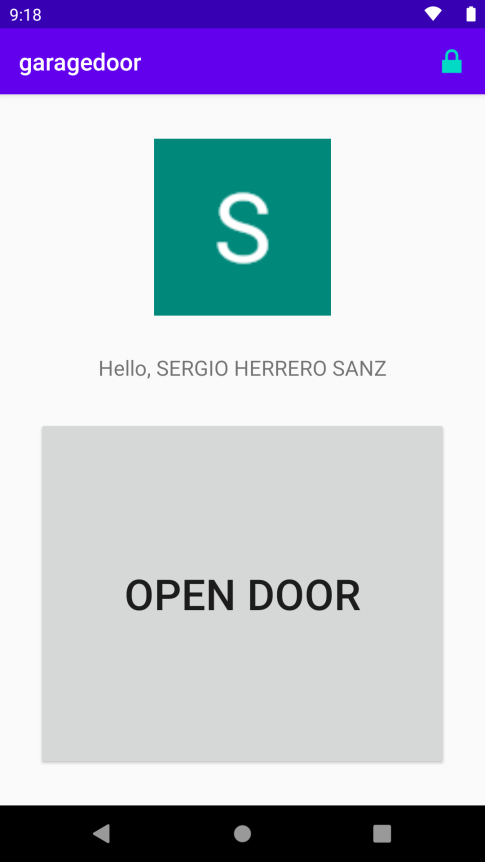 9:18
garagedoor
S
Hello, SERGIO HERRERO SANZ
OPEN DOOR